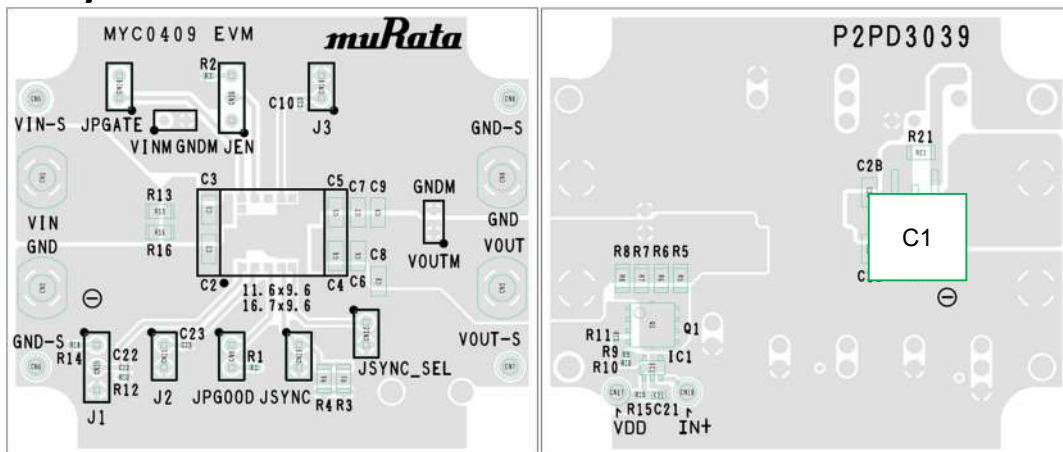 MYC0409 EVM
muRata
R2
C10
VIN-S
JPGATE
VINM GNDM
JEN
J3
GND-S
C3
C5
C7
C9
GNDM
R13
VIN
GND
R16
GND
VOUT
VOUTM
C8
C2
C4
C6
11.6x9.6
16.7x9.6
GND-S
VOUT-S
R14
C22
C23
R12
R1
JSYNC_SEL
J1
J2
JPGOOD
JSYNC
R4
R3
P2PD3039
R21
C2B
C1
R8
R7
R6
R5
Q1
R11
R9
R10
IC1
R15
C21
VDD
IN+